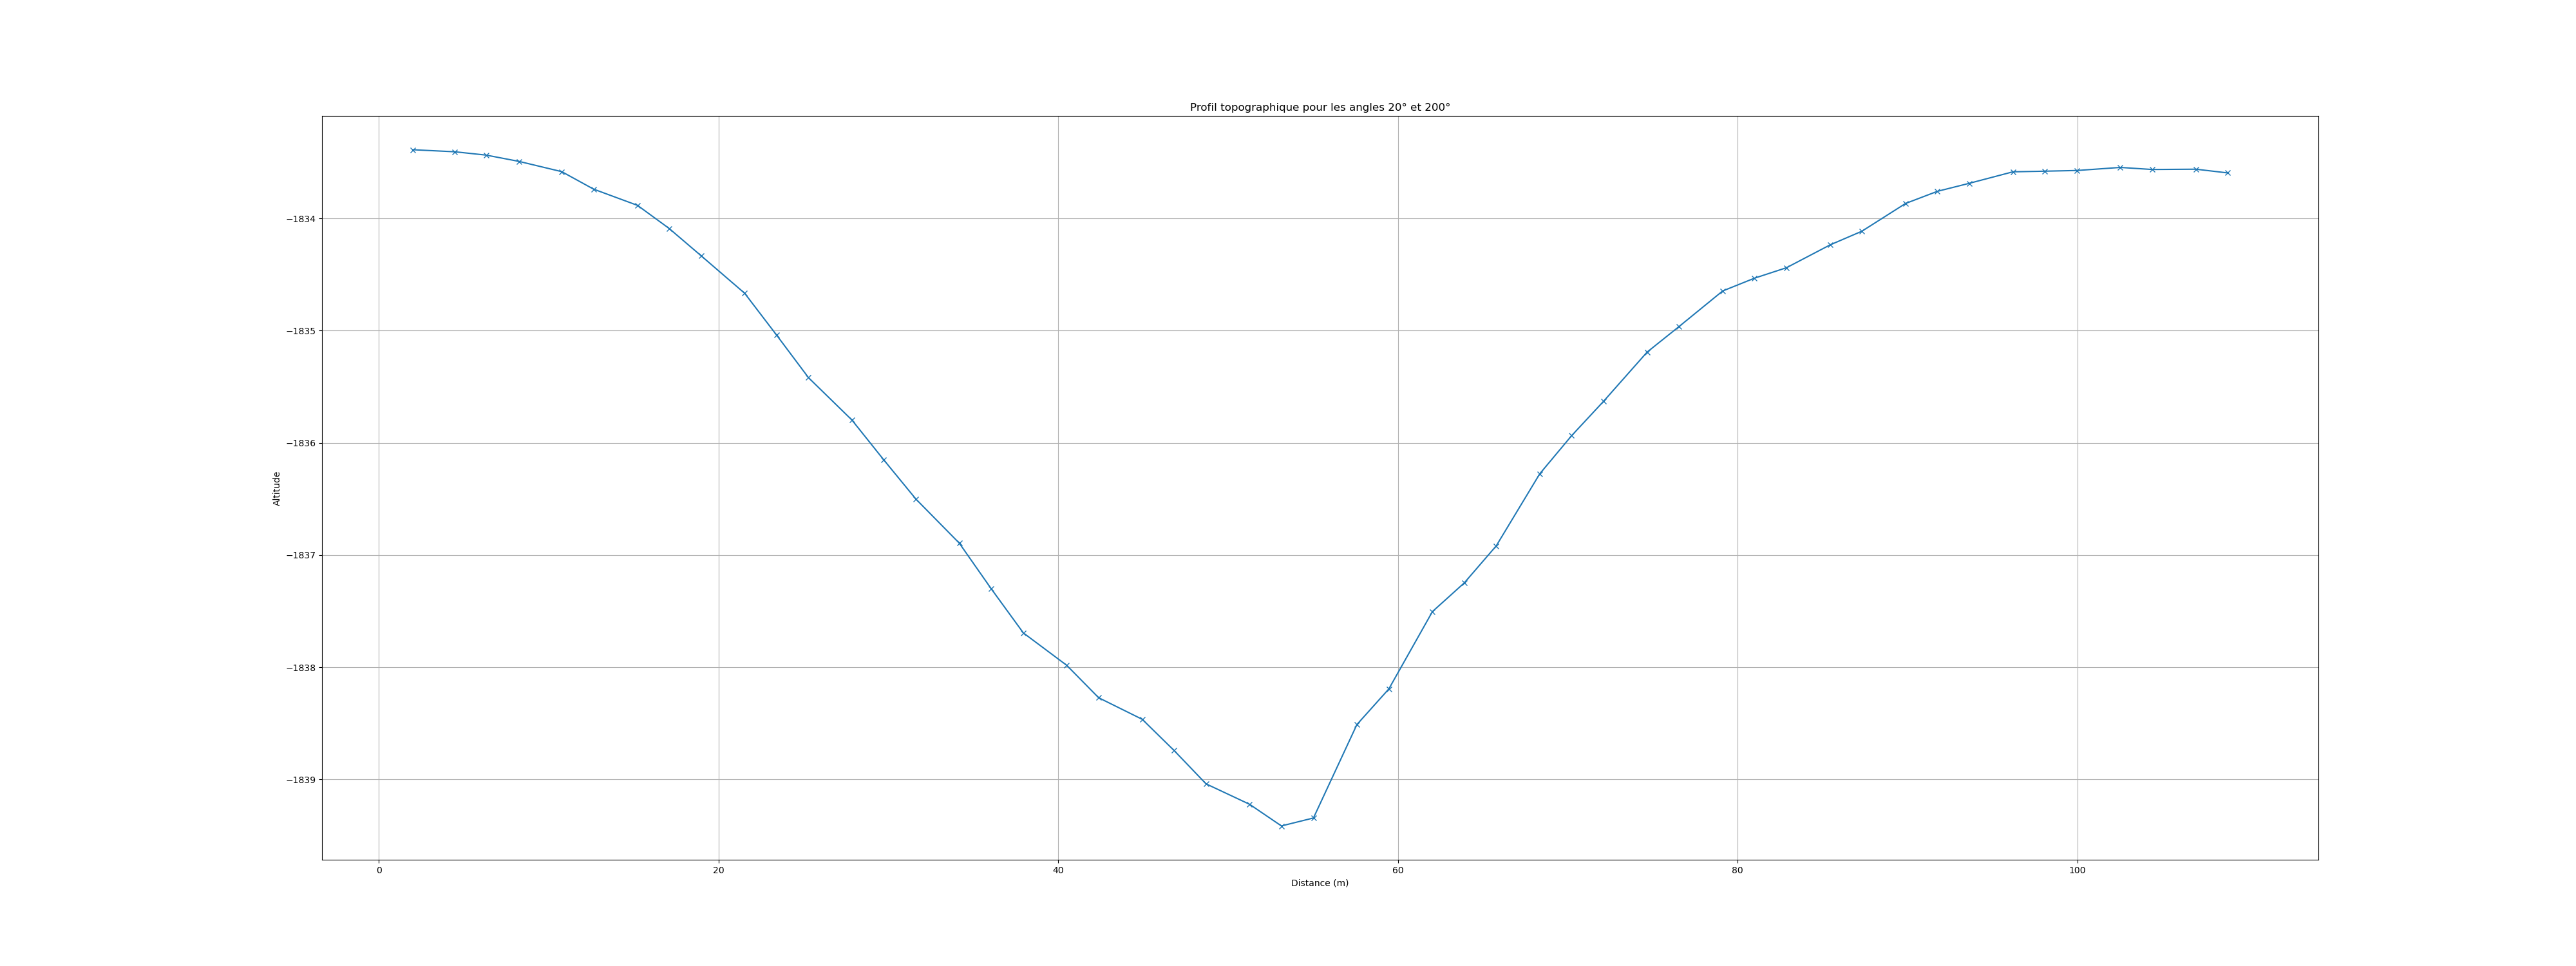 Profil topographique pour les angles 20° et 200°
−1834
−1835
−1836
−1837
−1838
−1839
Altitude
0 20 40 60 80 100
Distance (m)